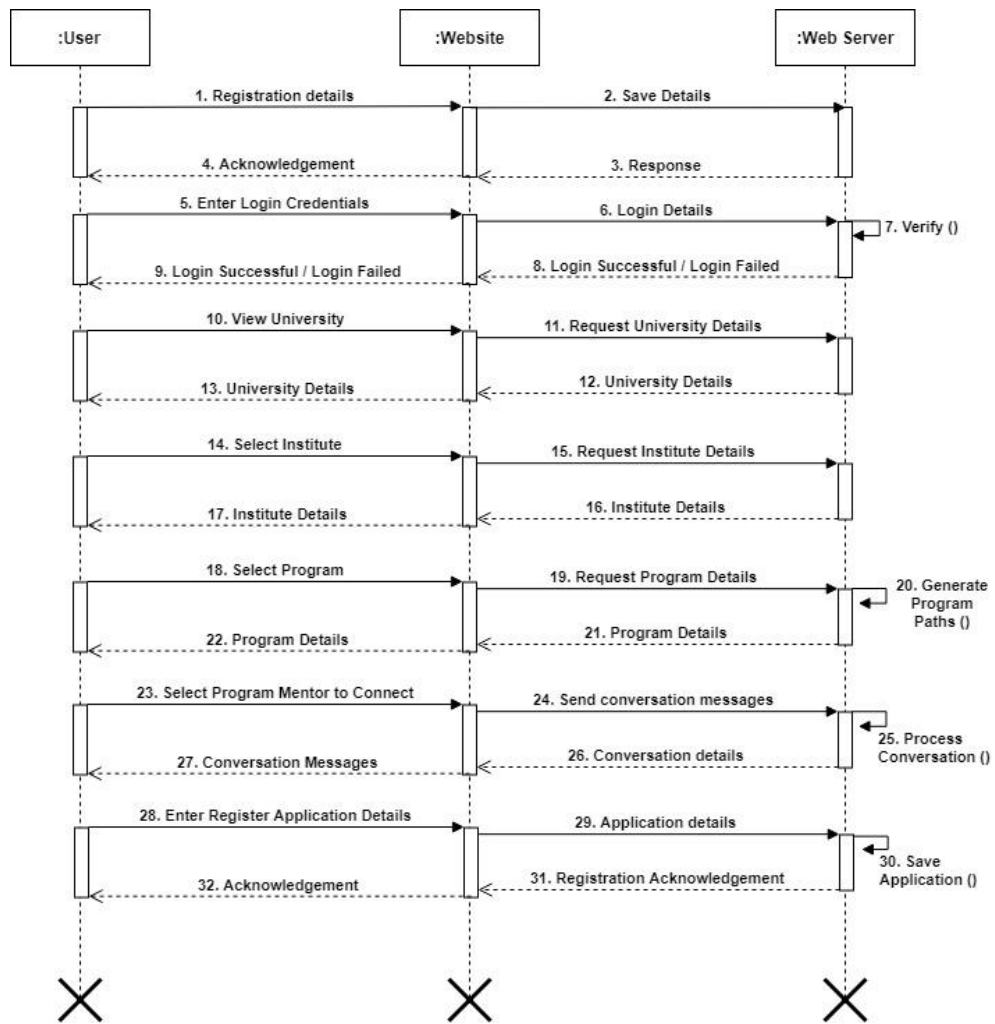 :User
:Website
:Web Server
1. Registration details
2. Save Details
3. Response
4. Acknowledgement
5. Enter Login Credentials
6. Login Details
7. Verify ()
8. Login Successful / Login Failed
9. Login Successful / Login Failed
10. View University
11. Request University Details
12. University Details
13. University Details
14. Select Institute
15. Request Institute Details
16. Institute Details
17. Institute Details
18. Select Program
19. Request Program Details
20. Generate
Program
Paths ()
21. Program Details
22. Program Details
23. Select Program Mentor to Connect
24. Send conversation messages
25. Process
Conversation ()
26. Conversation details
27. Conversation Messages
28. Enter Register Application Details
29. Application details
30. Save
Application ()
31. Registration Acknowledgement
32. Acknowledgement